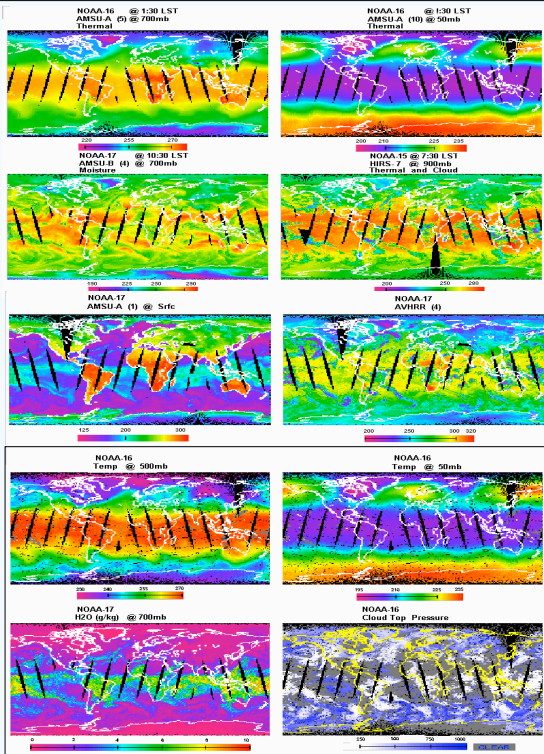 NOAA-16 @ 1:30 LST
AMSU-A (5) @ 700mb
Thermal
NOAA-16 @ 1:30 LST
AMSU-A (10) @ 50mb
Thermal
220 255 270
200 210 225 235
NOAA-17 @ 10:30 LST
AMSU-B (4) @ 700mb
Moisture
NOAA-15 @ 7:30 LST
HIRS-7 @ 900mb
Thermal and Cloud
190 225 250 280
200 250 280
NOAA-17
AMSU-A (1) @ Srfc
NOAA-17
AVHRR (4)
125 200 300
200 250 300 320
NOAA-16
Temp @ 500mb
NOAA-16
Temp @ 50mb
230 240 255 270
195 210 225 235
NOAA-17
H2O (g/kg) @ 700mb
NOAA-16
Cloud Top Pressure
0 2 4 6 8 10
250 500 750 1000 CLEAR